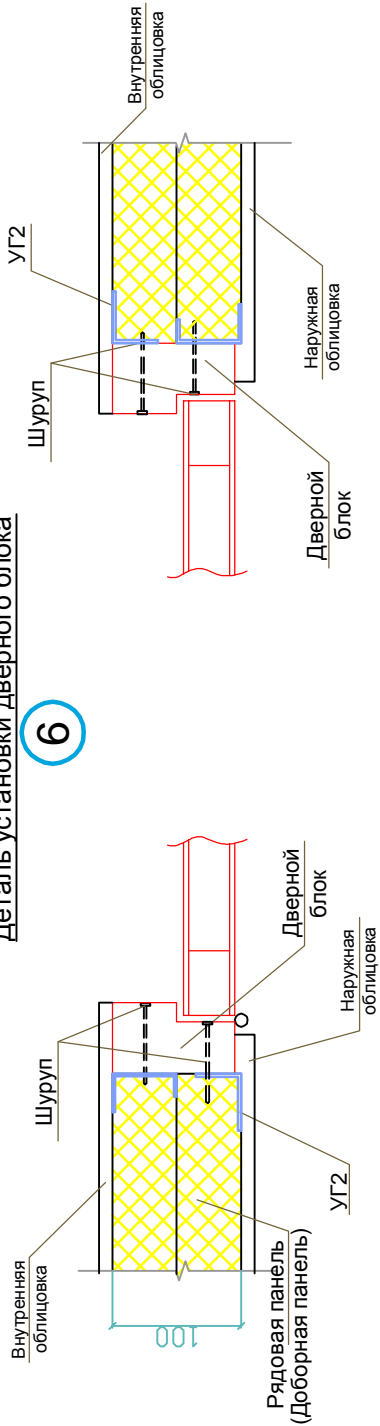 Деталь установки дверного блока
6
Внутренняя
облицовка
Шуруп
Дверной
блок
Наружная
облицовка
УГ2
Рядовая панель
(Доборная панель)
100
Внутренняя
облицовка
УГ2
Шуруп
Наружная
облицовка
Дверной
блок